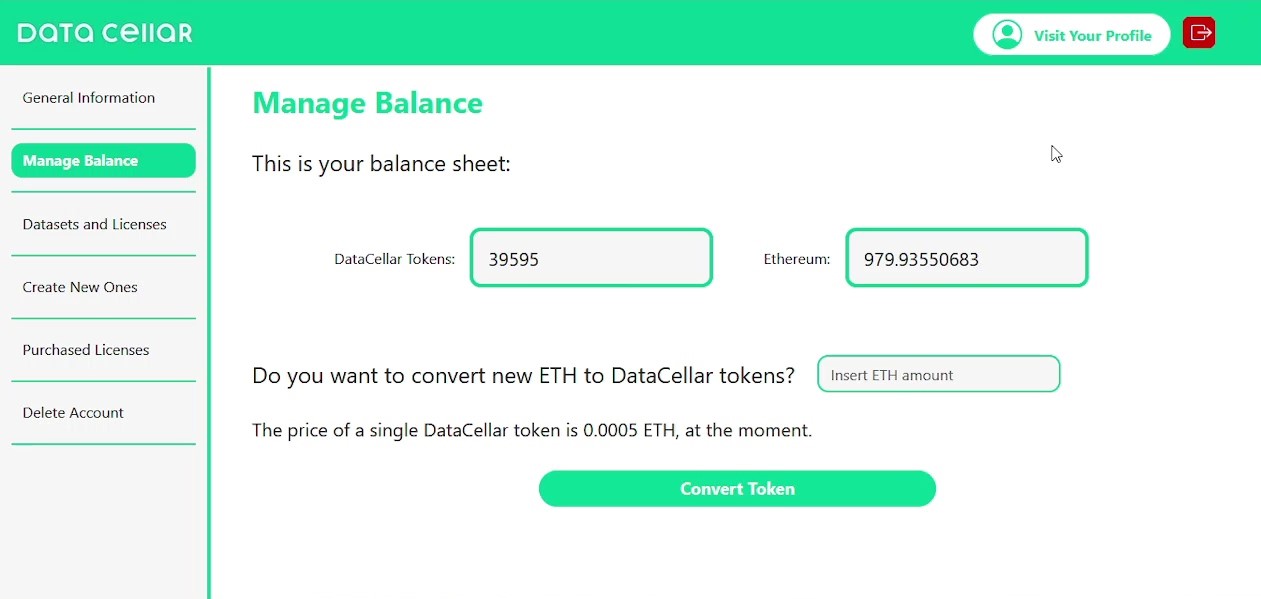 DATA CELLAR
Visit Your Profile
General Information
Manage Balance
Datasets and Licenses
Create New Ones
Purchased Licenses
Delete Account
Manage Balance
This is your balance sheet:
DataCellar Tokens: 39595 Ethereum: 979.93550683
Do you want to convert new ETH to DataCellar tokens? Insert ETH amount
The price of a single DataCellar token is 0.0005 ETH, at the moment.
Convert Token